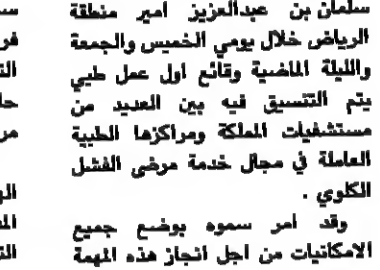 سلمان بن عبدالعزيز امير منطقة
الرياض خلال يومي الخميس والجمعة
والليلة الماضية وقائع اول عمل طبي
يتم التنسيق فيه بين العديد من
مستشفيات المملكة ومراكزها الطبية
العاملة في مجال خدمة مرضى الفشل
الكلوي .
وقد امر سموه بوضع جميع
الامكانيات من اجل انجاز هذه المهمة